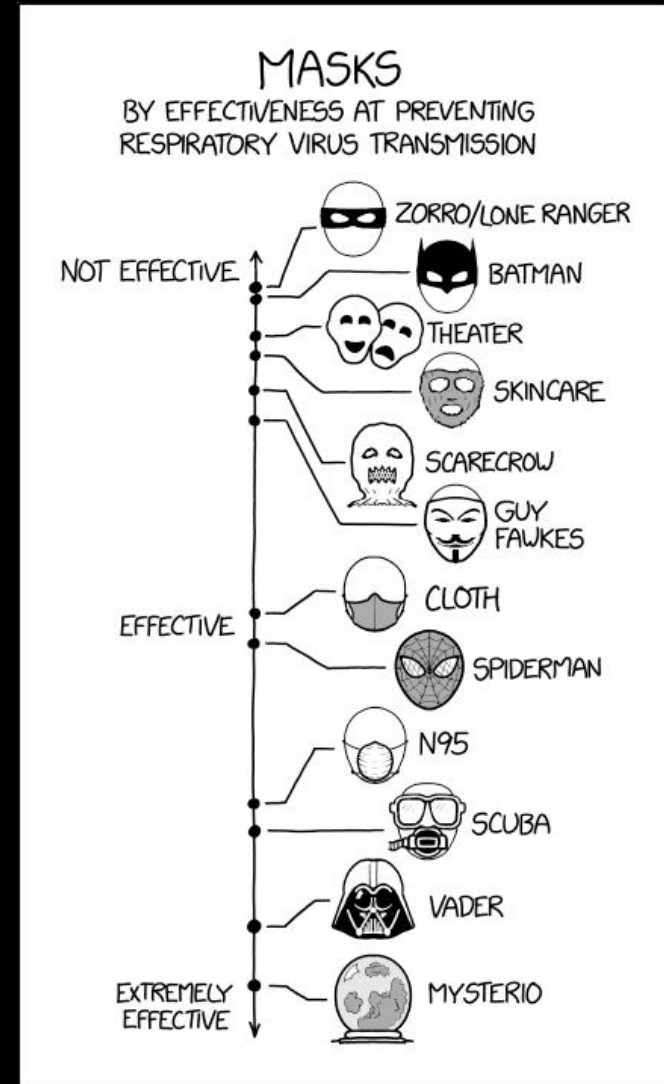 MASKS
BY EFFECTIVENESS AT PREVENTING
RESPIRATORY VIRUS TRANSMISSION
ZORRO/LONE RANGER
NOT EFFECTIVE
BATMAN
THEATER
SKINCARE
SCARECROW
GUY
FAWKES
CLOTH
EFFECTIVE
SPIDERMAN
N95
SCUBA
VADER
EXTREMELY
EFFECTIVE
MYSTERIO